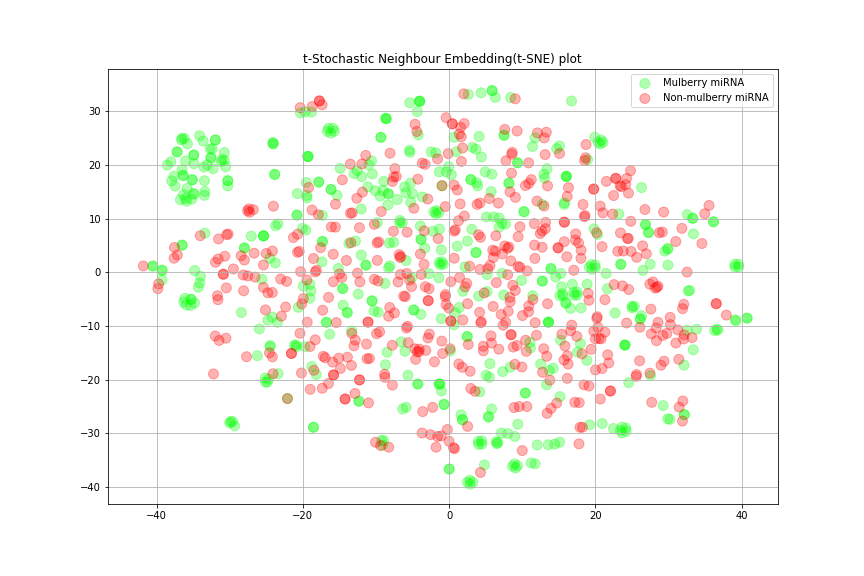 t-Stochastic Neighbour Embedding(t-SNE) plot
Mulberry miRNA
Non-mulberry miRNA
30
20
10
0
−10
−20
−30
−40
−40 −20 0 20 40